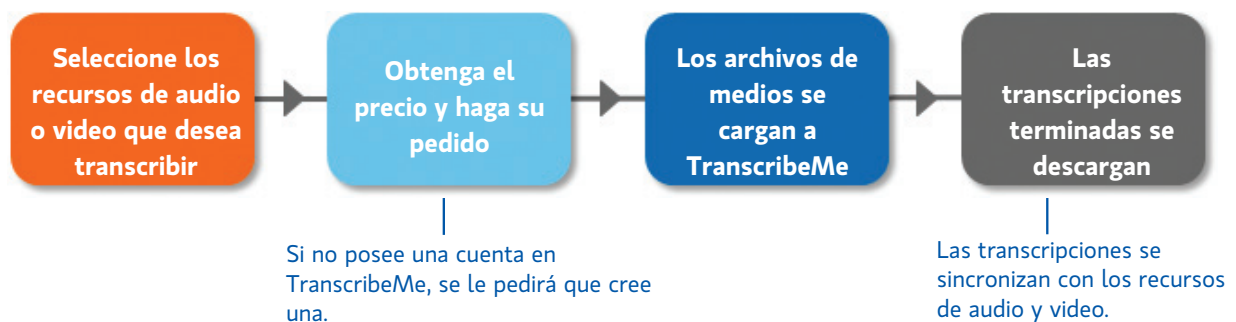 Seleccione los
recursos de audio
o video que desea
transcribir
Obtenga el
precio y haga su
pedido
Los archivos de
medios se
cargan a
TranscribeMe
Las
transcripciones
terminadas se
descargan
Si no posee una cuenta en
TranscribeMe, se le pedirá que cree
una.
Las transcripciones se
sincronizan con los recursos
de audio y video.